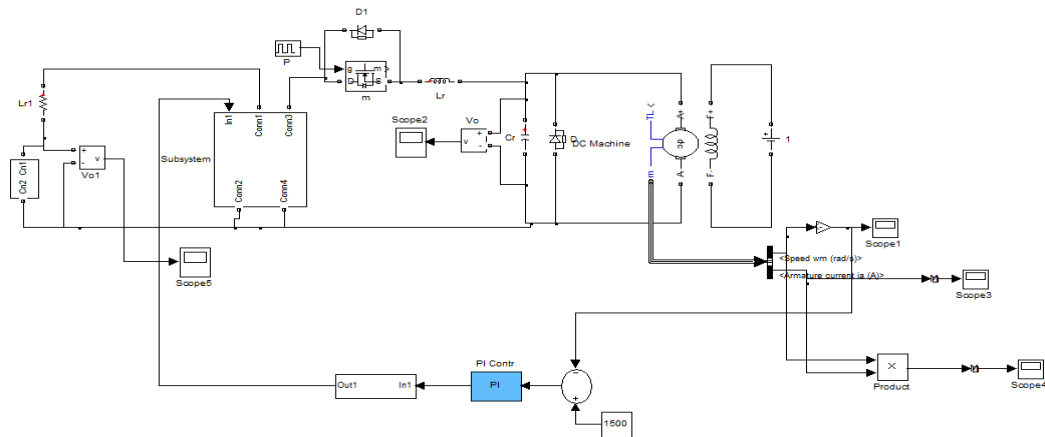 D1
P
g m >
D S
m
Lr
Lr1
In1
Conn1
Conn3
Subsystem
Conn2
Conn4
Cn1
Cn2
+
-
v
Vo1
Scope5
Scope2
Vo
v
+
-
Cr
D
DC Machine
TL <
m
A+
dc
A-
F+
F-
+
1
Scope1
<Speed wm (rad/s)>
<Armature current ia (A)>
Scope3
×
Product
Scope4
PI Contr
PI
Out1
In1
−
+
1500